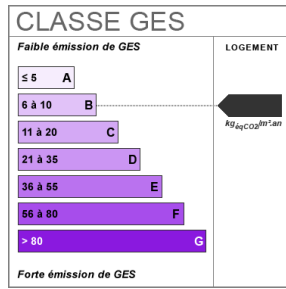 CLASSE GES
Faible émission de GES
LOGEMENT
≤ 5 A
6 à 10 B
11 à 20 C
21 à 35 D
36 à 55 E
56 à 80 F
> 80 G
kgéqCO2/m².an
Forte émission de GES